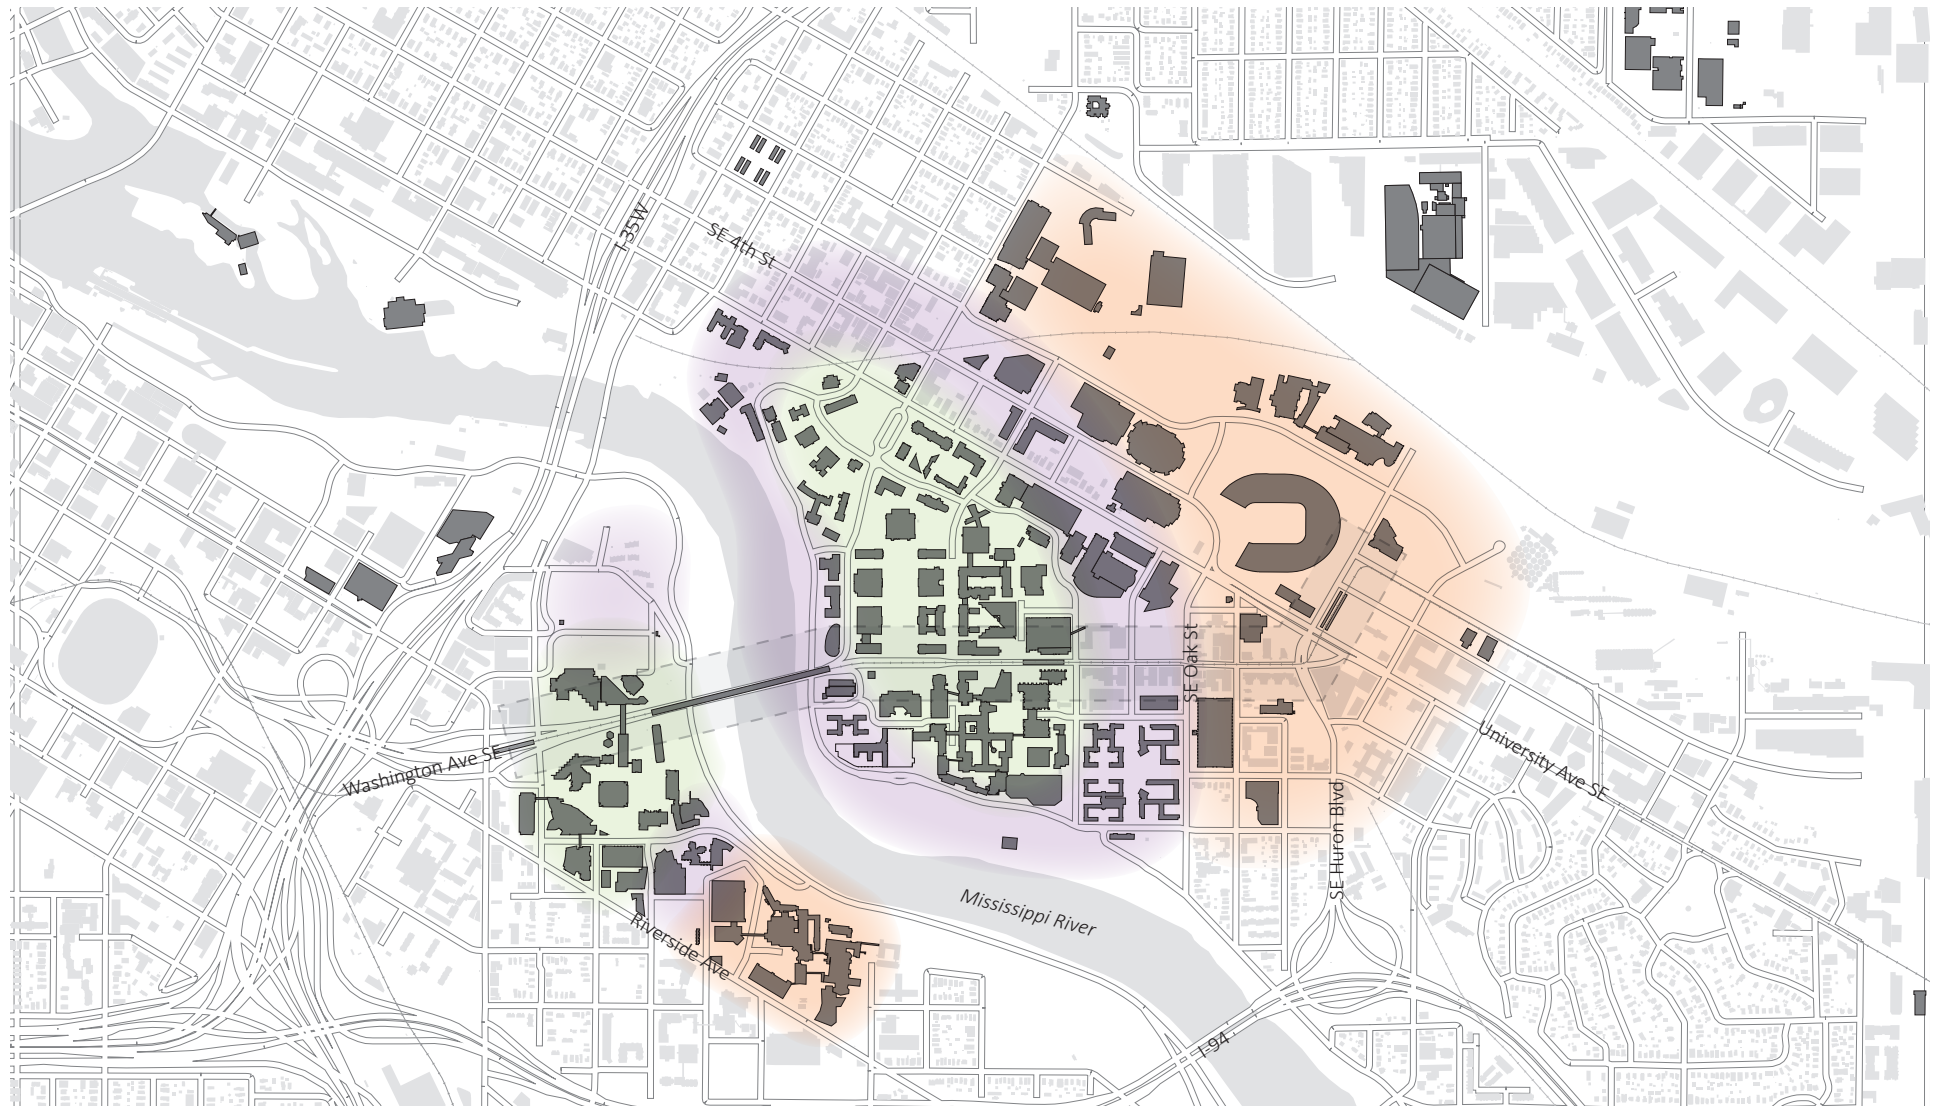 I-35W
SE 4th St
SE Oak St
Washington Ave SE
University Ave SE
SE Huron Blvd
Mississippi River
Riverside Ave
I-94